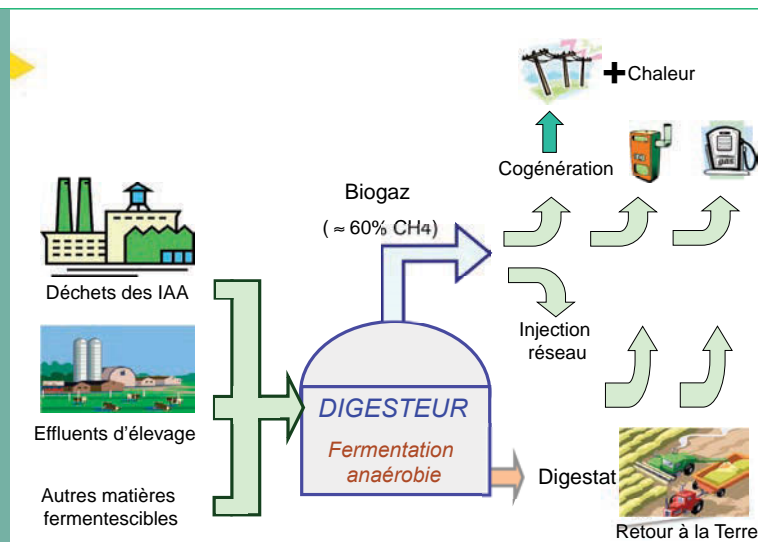 + Chaleur
Cogénération
Biogaz
( ≈ 60% CH4)
Déchets des IAA
Injection
réseau
DIGESTEUR
Effluents d'élevage
Fermentation
anaérobie
Digestat
Autres matières
fermentescibles
Retour à la Terre